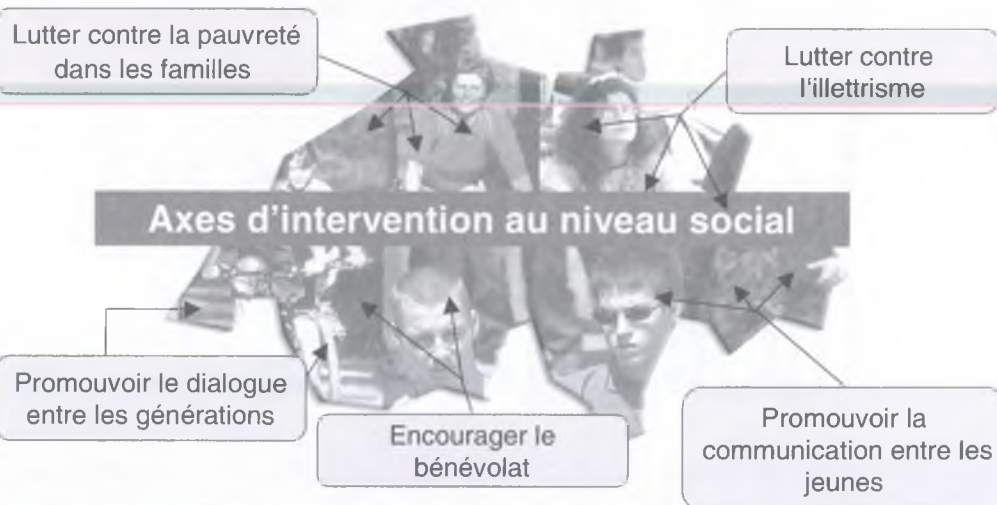 Lutter contre la pauvreté
dans les familles
Lutter contre
l'illettrisme
Axes d'intervention au niveau social
Promouvoir le dialogue
entre les générations
Encourager le
bénévolat
Promouvoir la
communication entre les
jeunes